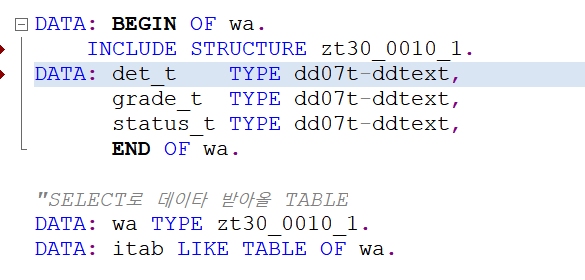 DATA: BEGIN OF wa.
    INCLUDE STRUCTURE zt30_0010_1.
DATA: det_t    TYPE dd07t-ddtext,
      grade_t  TYPE dd07t-ddtext,
      status_t TYPE dd07t-ddtext,
      END OF wa.

"SELECT로 데이타 받아올 TABLE
DATA: wa TYPE zt30_0010_1.
DATA: itab LIKE TABLE OF wa.